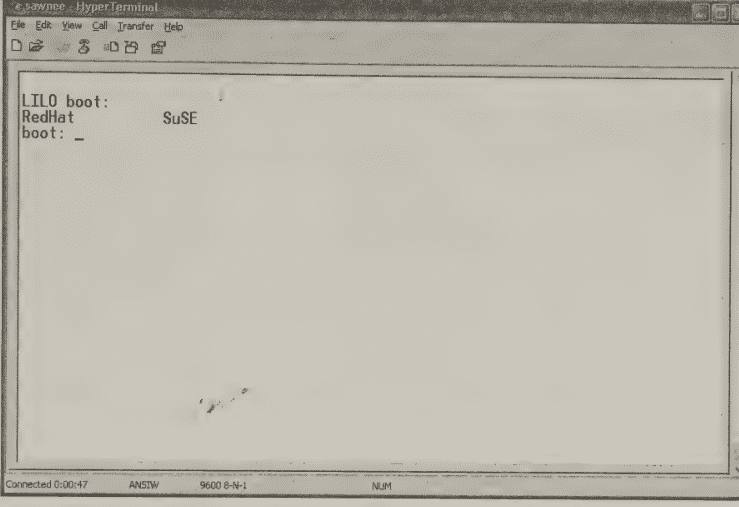 sawnee - HyperTerminal
File Edit View Call Transfer Help
LILO boot:
RedHat SuSE
boot: _
Connected 0:00:47 ANSIW 9600 8-N-1 NUM